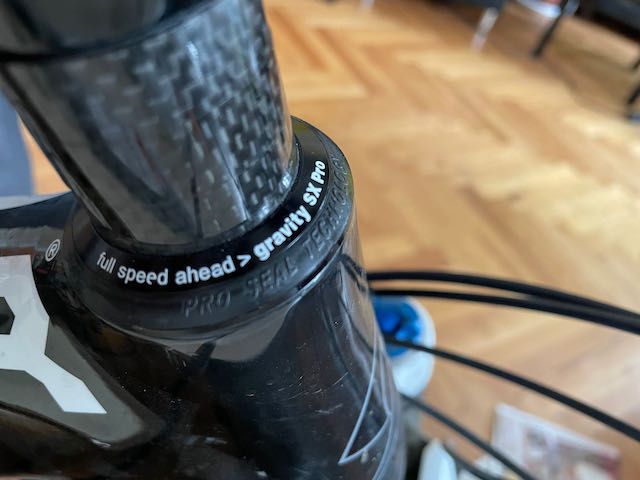 full speed ahead > gravity SX Pro
PRO SEAL TECHNOLOGY
®